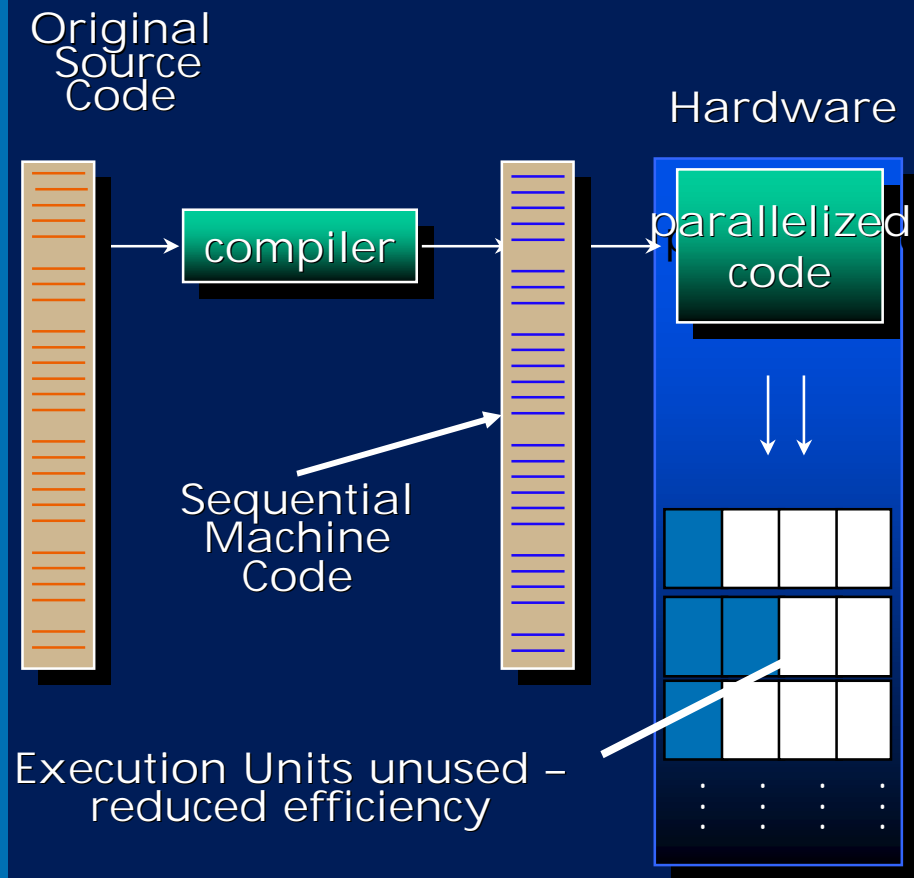 Original
Source
Code
Hardware
compiler
parallelized
code
Sequential
Machine
Code
Execution Units unused –
reduced efficiency